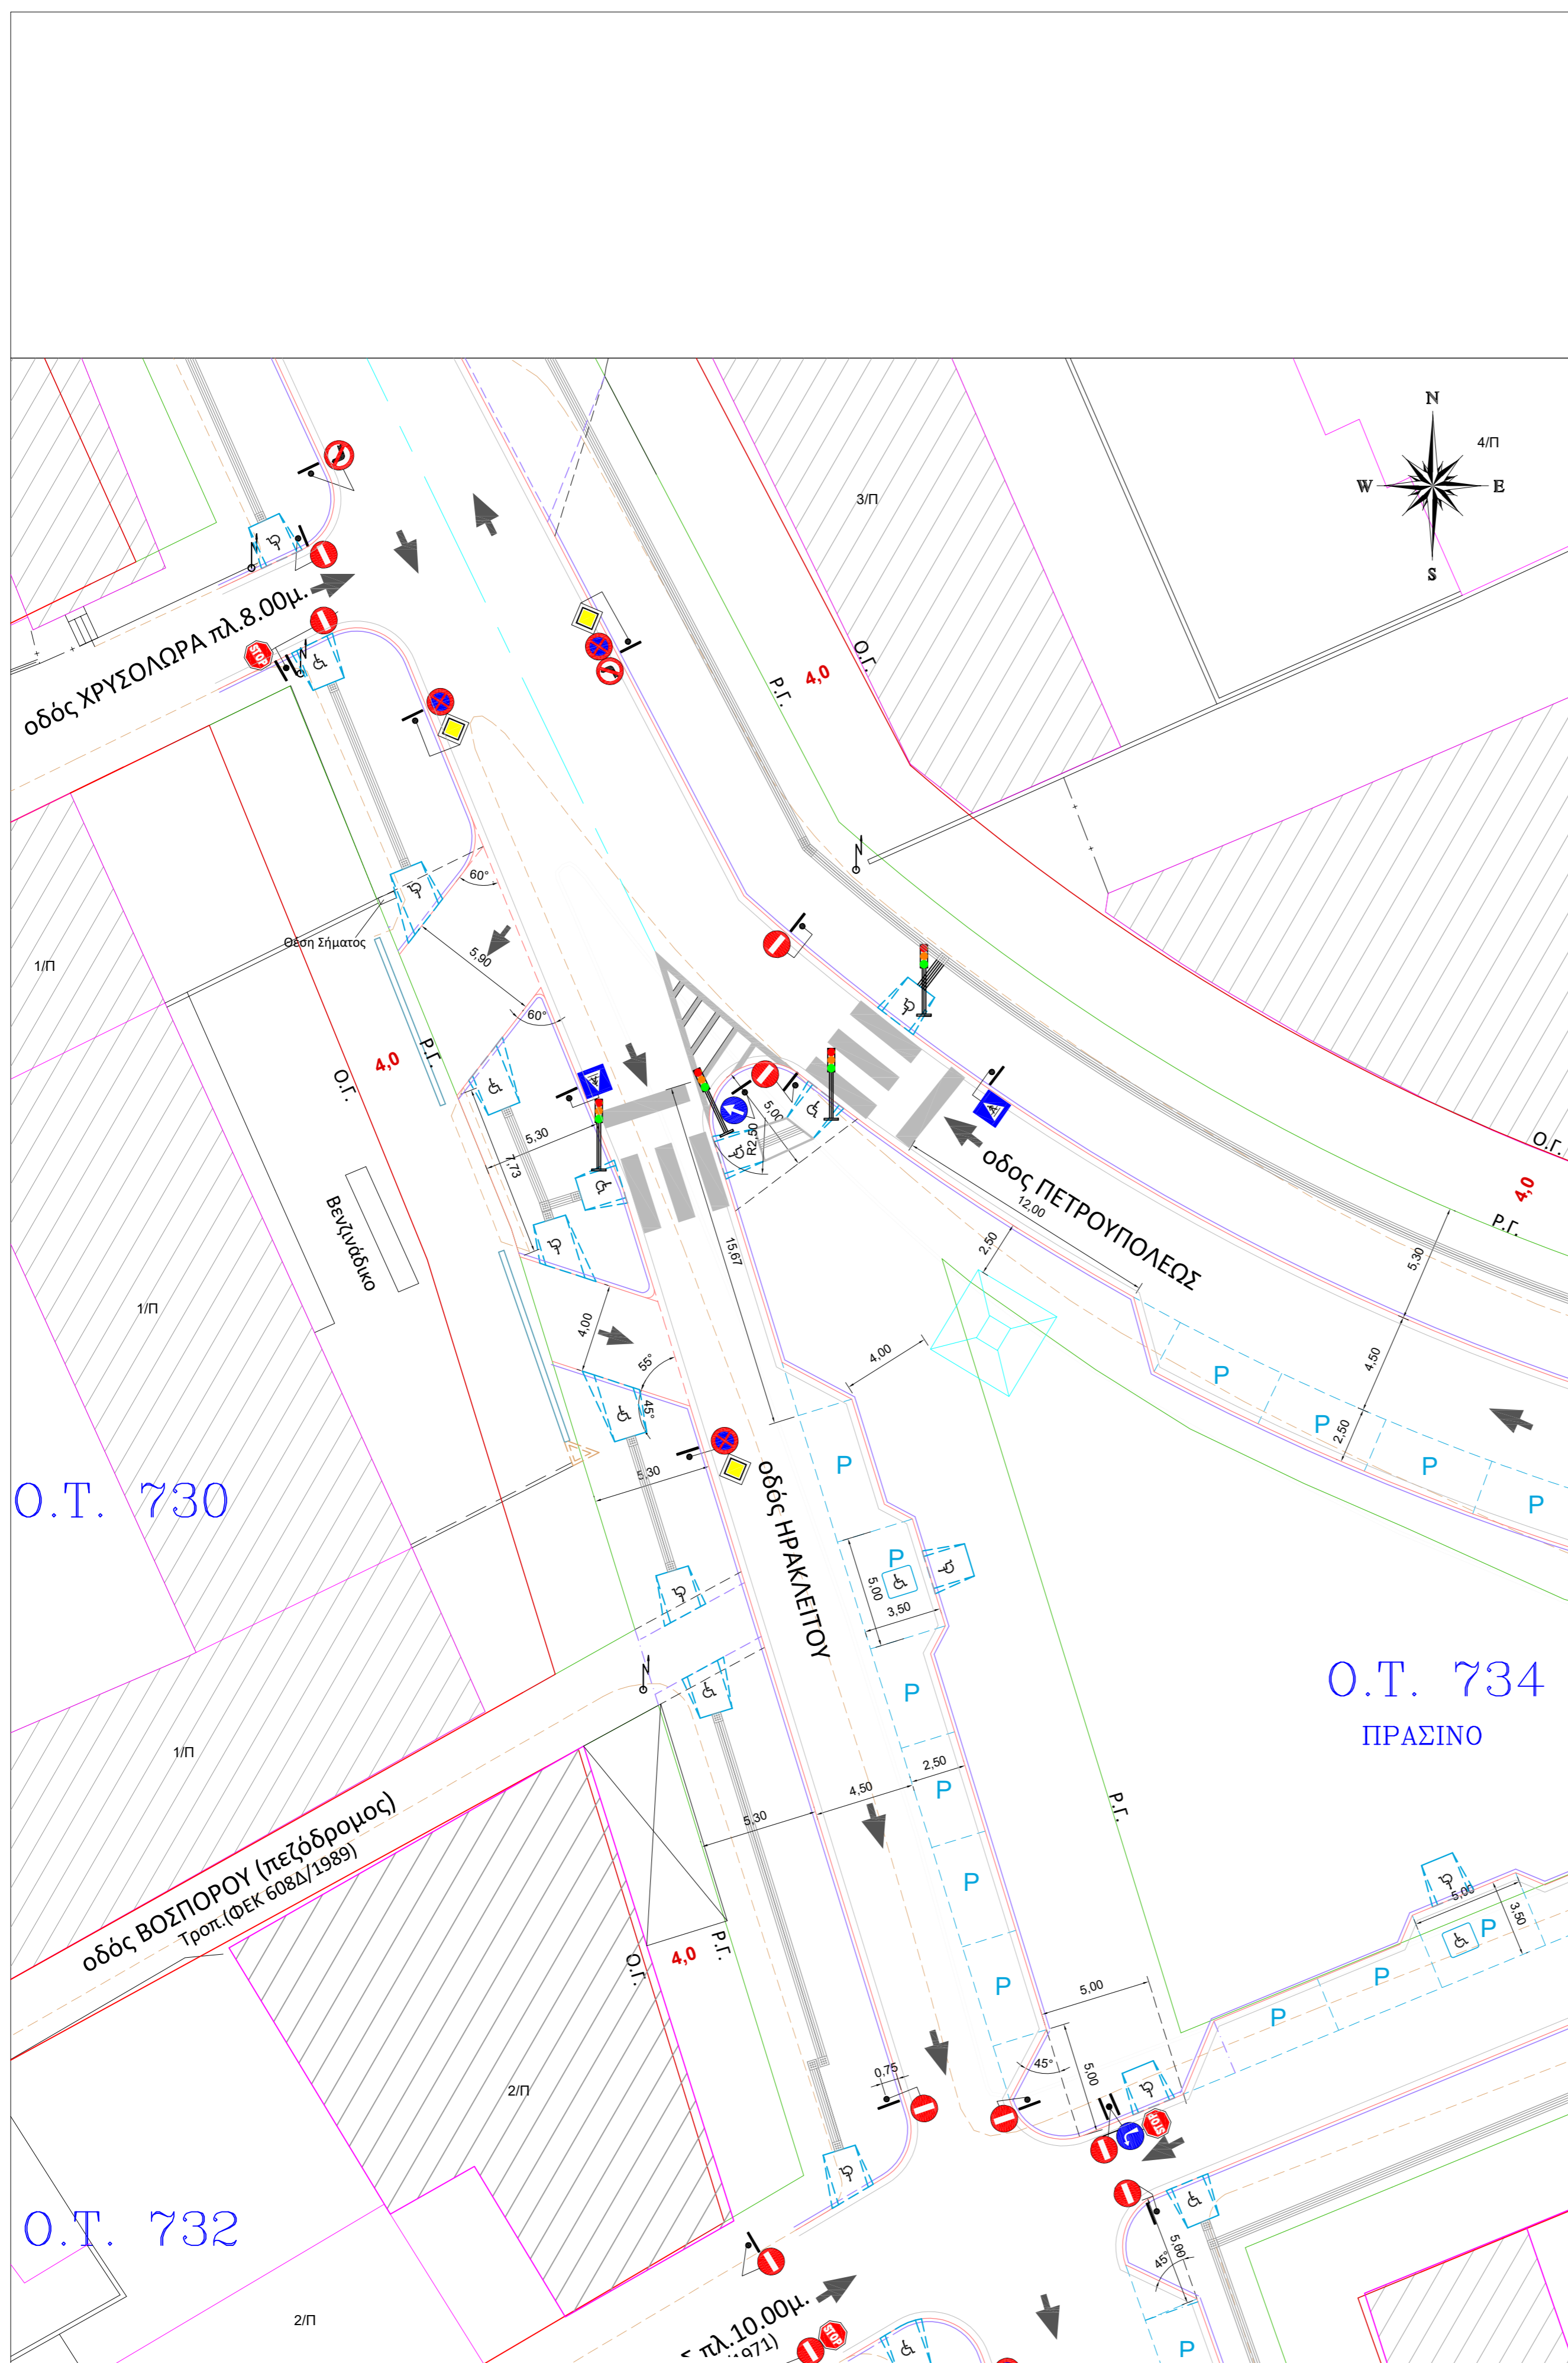 N
W
E
S
4/Π
3/Π
οδός ΧΡΥΣΟΛΩΡΑ πλ.8.00μ.
STOP
Ο.Γ.
Ρ.Γ.
4,0
60°
Θέση Σήματος
5,90
1/Π
60°
Ρ.Γ.
4,0
Ο.Γ.
5,30
7,73
5,00
R2,50
οδος ΠΕΤΡΟΥΠΟΛΕΩΣ
12,00
Ο.Γ.
4,0
Ρ.Γ.
Βενζινάδικο
15,67
2,50
5,30
1/Π
4,00
55°
45°
4,00
4,50
2,50
P
P
P
P
5,30
P
Ο.Τ. 730
οδός ΗΡΑΚΛΕΙΤΟΥ
P
5,00
3,50
P
Ο.Τ. 734
ΠΡΑΣΙΝΟ
1/Π
2,50
4,50
P
5,30
Ρ.Γ.
οδός ΒΟΣΠΟΡΟΥ (πεζόδρομος)
Τροπ.(ΦΕΚ 608Δ/1989)
P
5,00
3,50
P
Ο.Γ.
4,0
Ρ.Γ.
P
P
P
5,00
45°
5,00
0,75
2/Π
STOP
Ο.Τ. 732
5,00
45°
2/Π
Σ πλ.10.00μ.
1971)
STOP
P